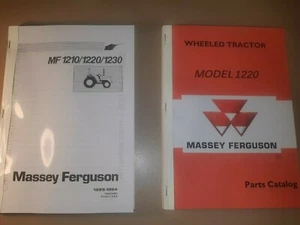 MF 1210/1220/1230
Massey Ferguson
WHEELED TRACTOR
MODEL 1220
MASSEY FERGUSON
Parts Catalog